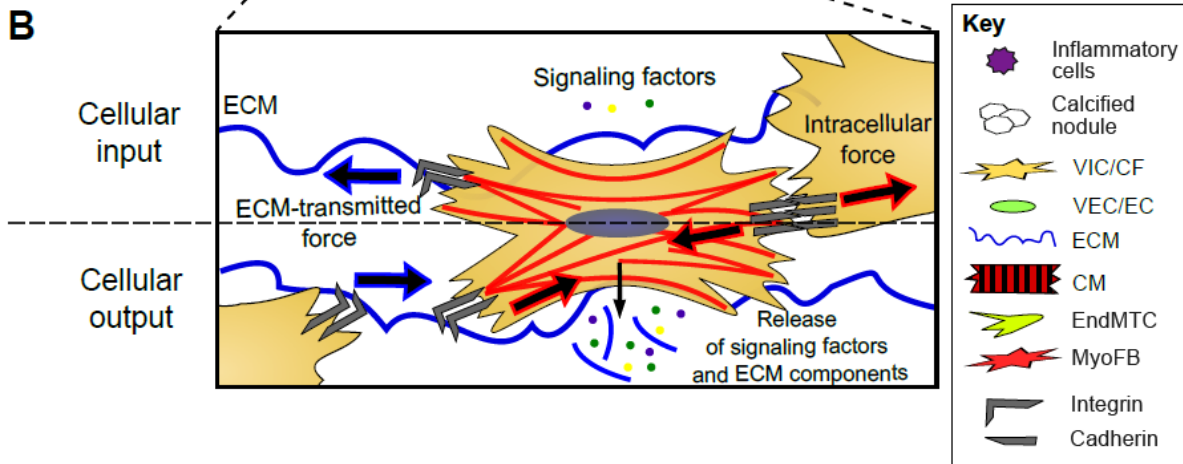 B
Cellular
input
Cellular
output
ECM
Signaling factors
Intracellular
force
ECM-transmitted
force
Release
of signaling factors
and ECM components
Key
Inflammatory
cells
Calcified
nodule
VIC/CF
VEC/EC
ECM
CM
EndMTC
MyoFB
Integrin
Cadherin